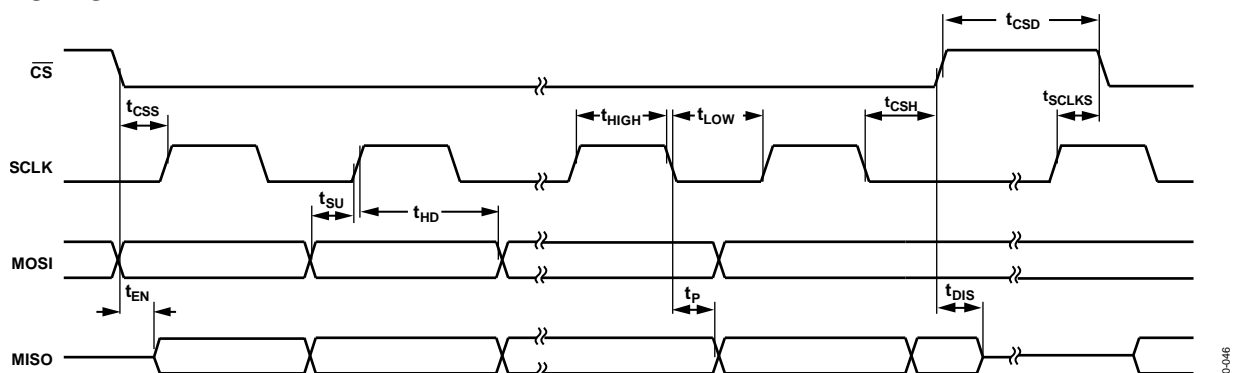 tCSD
CS
tCSS
tHIGH
tLOW
tCSH
tSCLKS
SCLK
tSU
tHD
MOSI
tEN
tP
tDIS
MISO